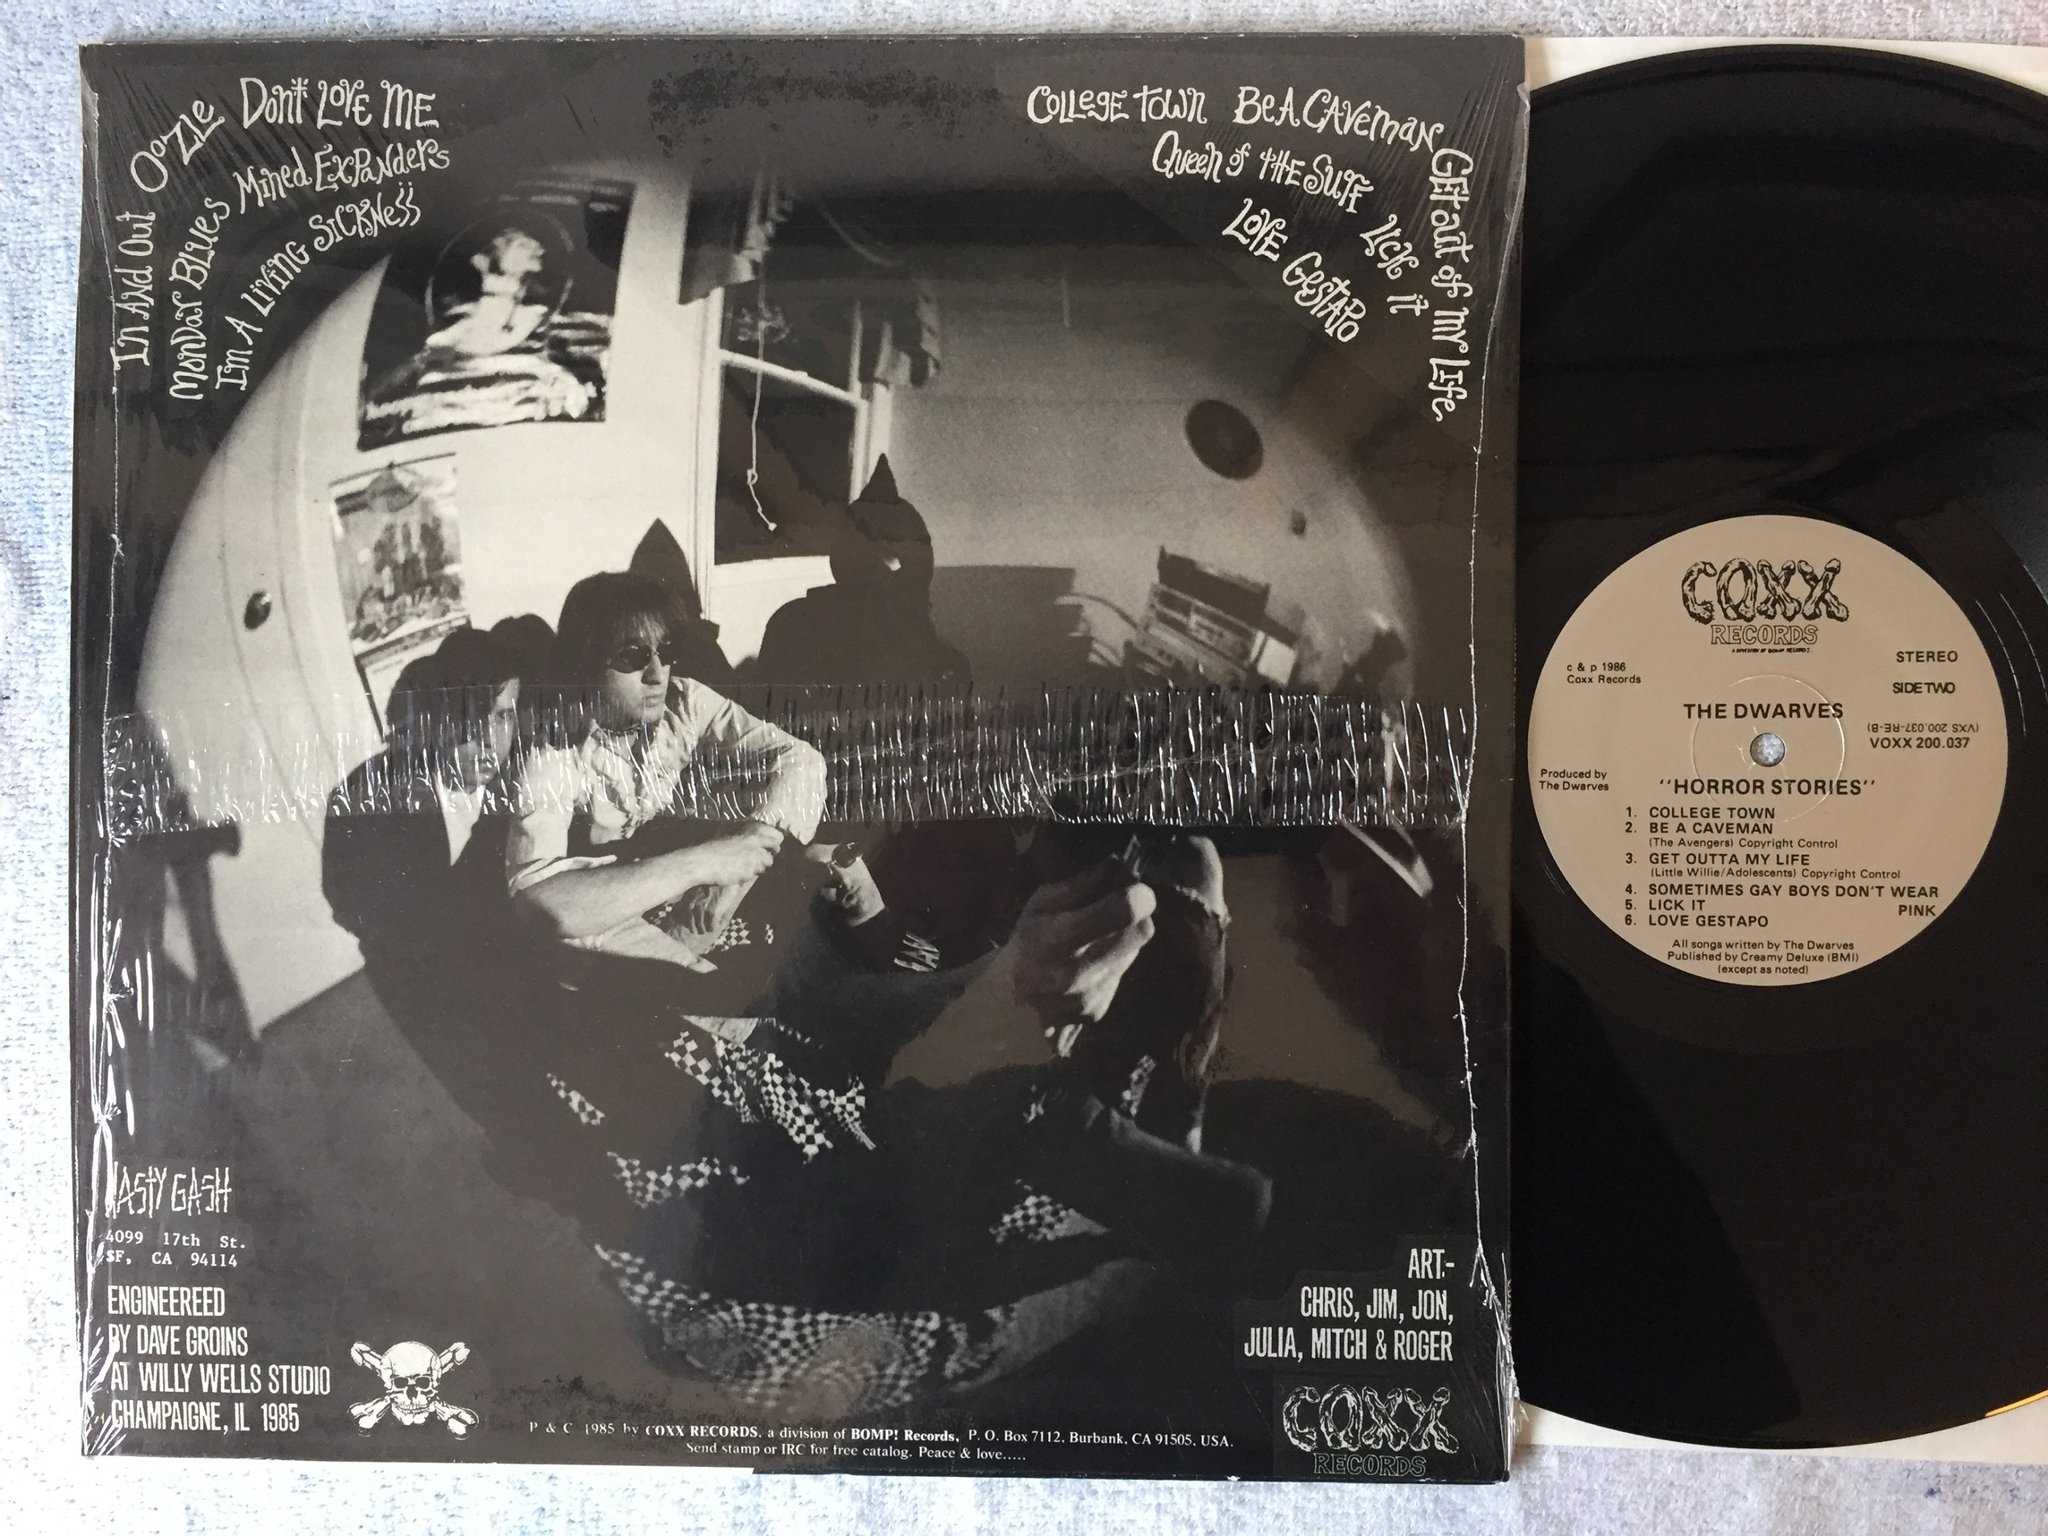 In And Out
Oozle
Don't Love Me
Monday Blues
Mined Expanders
Im A Living Sickness
College Town
Be A Caveman
Get out of my Life
Queen of the Surf
Lick it
Love Gestapo
NASTY GASH
4099 17th St.
SF, CA 94114
ENGINEEREED
BY DAVE GROINS
AT WILLY WELLS STUDIO
CHAMPAIGNE, IL 1985
ART-
CHRIS, JIM, JON,
JULIA, MITCH & ROGER
COXX
RECORDS
P & C 1985 by COXX RECORDS, a division of BOMP! Records, P. O. Box 7112, Burbank, CA 91505, USA.
Send stamp or IRC for free catalog. Peace & love.....
COXX
RECORDS
A DIVISION OF BOMP RECORDS
c & p 1986
Coxx Records
STEREO
SIDE TWO
THE DWARVES
(VXS 200.037-RE-B)
VOXX 200.037
Produced by
The Dwarves
"HORROR STORIES"
1. COLLEGE TOWN
2. BE A CAVEMAN
(The Avengers) Copyright Control
3. GET OUTTA MY LIFE
(Little Willie/Adolescents) Copyright Control
4. SOMETIMES GAY BOYS DON'T WEAR
PINK
5. LICK IT
6. LOVE GESTAPO
All songs written by The Dwarves
Published by Creamy Deluxe (BMI)
(except as noted)